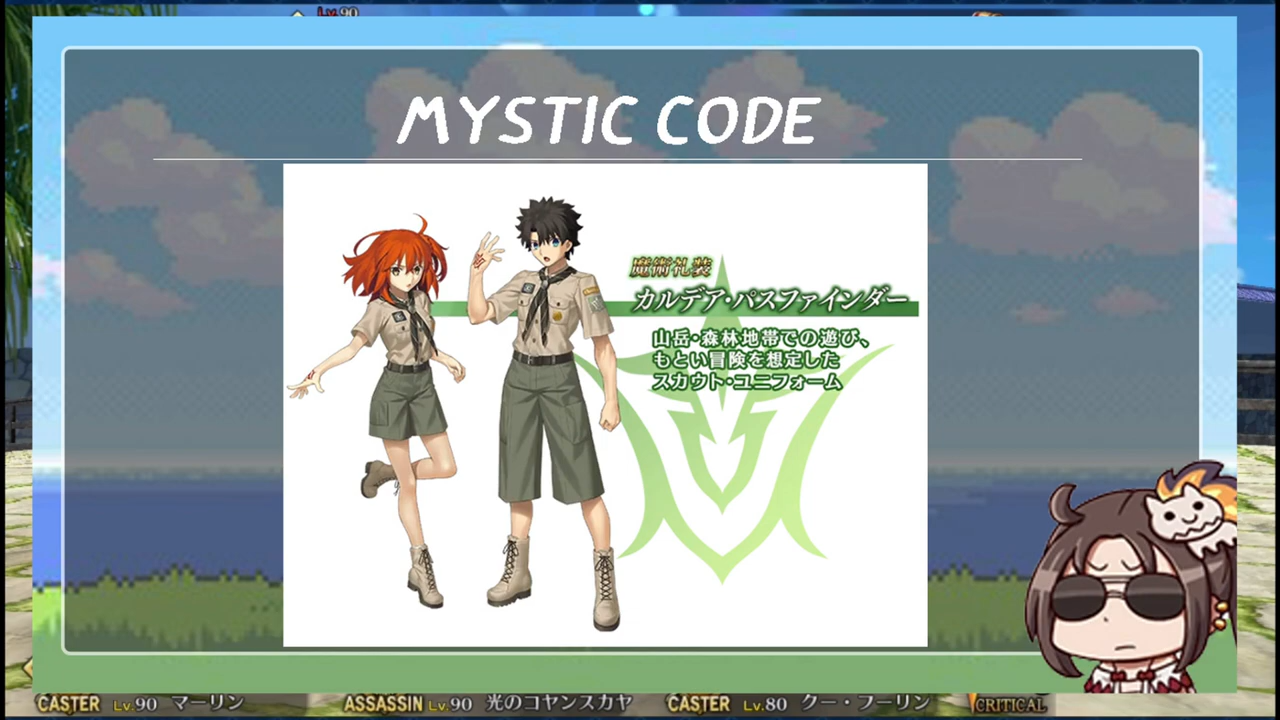 Lv.90
MYSTIC CODE
魔術礼装
カルデア・パスファインダー
山岳・森林地帯での遊び、
もとい冒険を想定した
スカウト・ユニフォーム
CASTER Lv.90 マーリン ASSASSIN Lv.90 光のコヤンスカヤ CASTER Lv.80 クー・フーリン CRITICAL